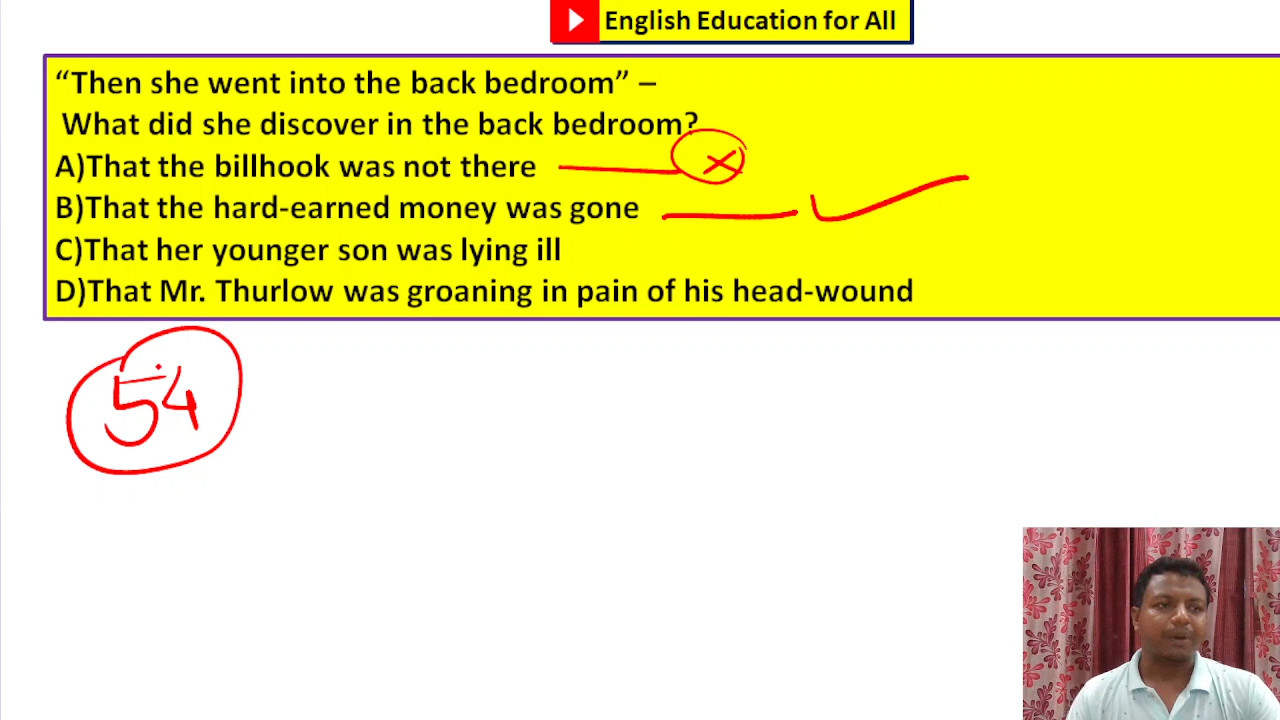 English Education for All
“Then she went into the back bedroom” –
What did she discover in the back bedroom?
A)That the billhook was not there
B)That the hard-earned money was gone
C)That her younger son was lying ill
D)That Mr. Thurlow was groaning in pain of his head-wound
54